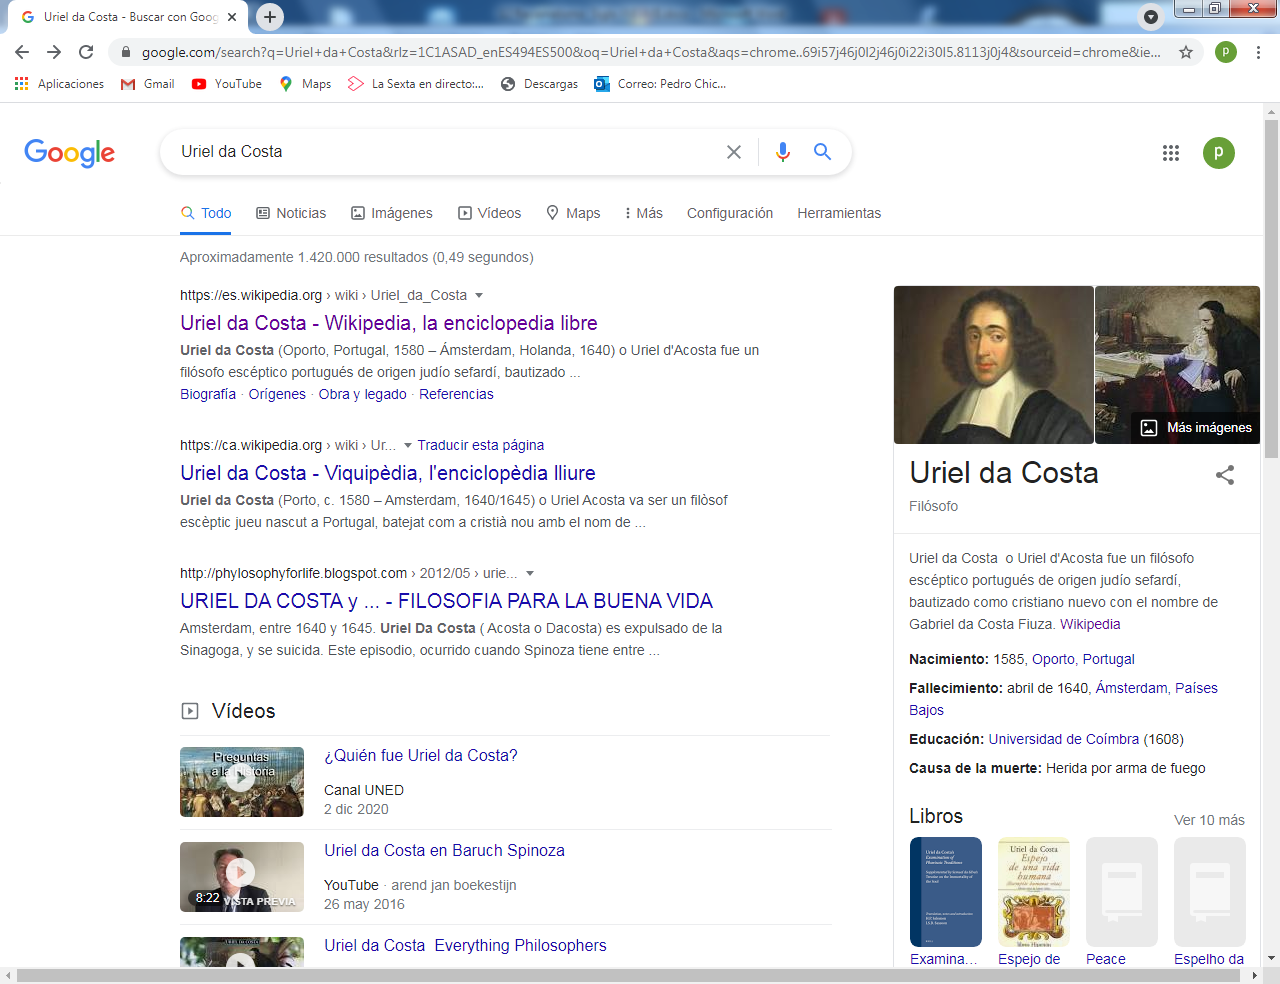 Uriel da Costa - Buscar con Goog
google.com/search?q=Uriel+da+Costa&rlz=1C1ASAD_enES494ES500&oq=Uriel+da+Costa&aqs=chrome..69i57j46j0l2j46j0i22i30l5.8113j0j4&sourceid=chrome&ie...
P
Aplicaciones
Gmail
YouTube
Maps
La Sexta en directo:...
Descargas
Correo: Pedro Chic...
Google
Uriel da Costa
P
Todo
Noticias
Imágenes
Vídeos
Maps
Más
Configuración
Herramientas
Aproximadamente 1.420.000 resultados (0,49 segundos)
https://es.wikipedia.org › wiki › Uriel_da_Costa
Uriel da Costa - Wikipedia, la enciclopedia libre
Uriel da Costa (Oporto, Portugal, 1580 – Ámsterdam, Holanda, 1640) o Uriel d'Acosta fue un
filósofo escéptico portugués de origen judío sefardí, bautizado ...
Biografía · Orígenes · Obra y legado · Referencias
https://ca.wikipedia.org › wiki › Ur... Traducir esta página
Uriel da Costa - Viquipèdia, l'enciclopèdia lliure
Uriel da Costa (Porto, c. 1580 – Amsterdam, 1640/1645) o Uriel Acosta va ser un filòsof
escèptic jueu nascut a Portugal, batejat com a cristià nou amb el nom de ...
http://phylosophyforlife.blogspot.com › 2012/05 › urie...
URIEL DA COSTA y ... - FILOSOFIA PARA LA BUENA VIDA
Amsterdam, entre 1640 y 1645. Uriel Da Costa ( Acosta o Dacosta) es expulsado de la
Sinagoga, y se suicida. Este episodio, ocurrido cuando Spinoza tiene entre ...
Vídeos
Preguntas
a la Historia
¿Quién fue Uriel da Costa?
Canal UNED
2 dic 2020
8:22
VISTA PREVIA
Uriel da Costa en Baruch Spinoza
YouTube · arend jan boekestijn
26 may 2016
URIEL DA COSTA
Uriel da Costa Everything Philosophers
Más imágenes
Uriel da Costa
Filósofo
Uriel da Costa o Uriel d'Acosta fue un filósofo
escéptico portugués de origen judío sefardí,
bautizado como cristiano nuevo con el nombre de
Gabriel da Costa Fiuza. Wikipedia
Nacimiento: 1585, Oporto, Portugal
Fallecimiento: abril de 1640, Ámsterdam, Países
Bajos
Educación: Universidad de Coímbra (1608)
Causa de la muerte: Herida por arma de fuego
Libros
Ver 10 más
Uriel da Costa's
Examination of
Pharisaic Traditions
Uriel da Costa
Espejo
de una vida
humana
Examina...
Espejo de
Peace
Espelho da